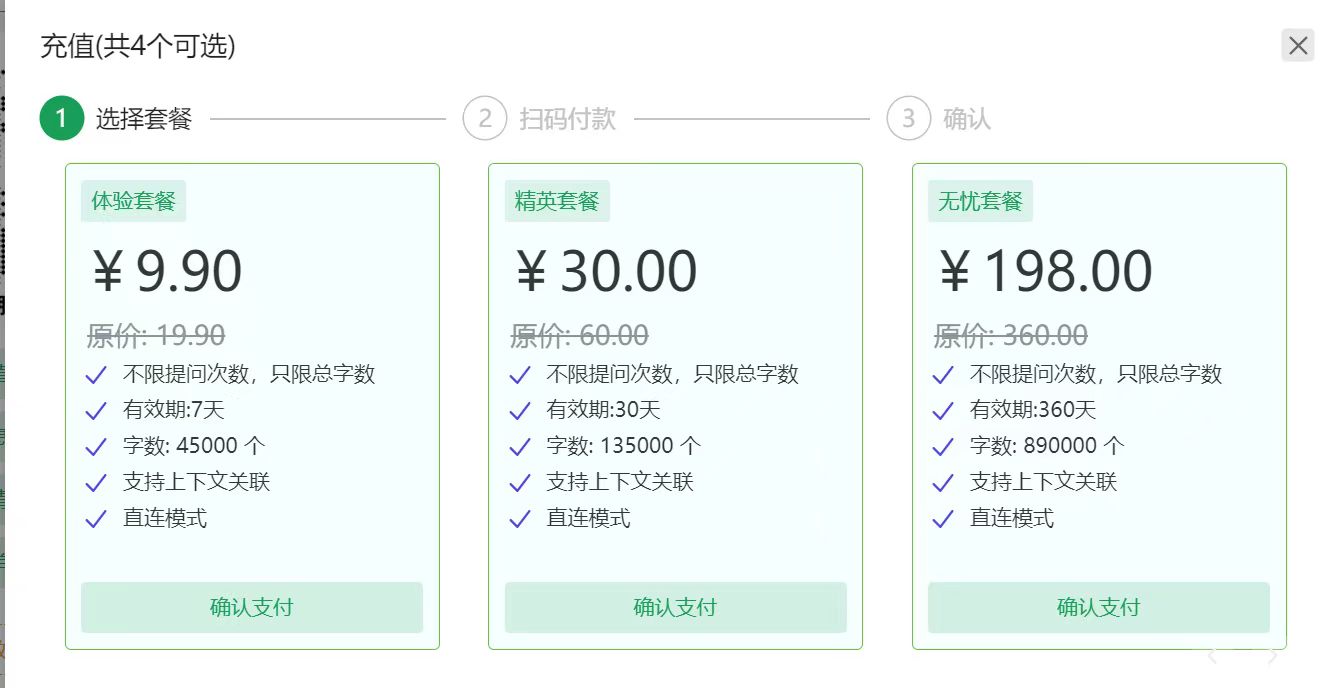 充值(共4个可选)
1 选择套餐
2 扫码付款
3 确认
体验套餐
¥ 9.90
原价: 19.90
不限提问次数，只限总字数
有效期:7天
字数: 45000 个
支持上下文关联
直连模式
确认支付
精英套餐
¥ 30.00
原价: 60.00
不限提问次数，只限总字数
有效期:30天
字数: 135000 个
支持上下文关联
直连模式
确认支付
无忧套餐
¥ 198.00
原价: 360.00
不限提问次数，只限总字数
有效期:360天
字数: 890000 个
支持上下文关联
直连模式
确认支付